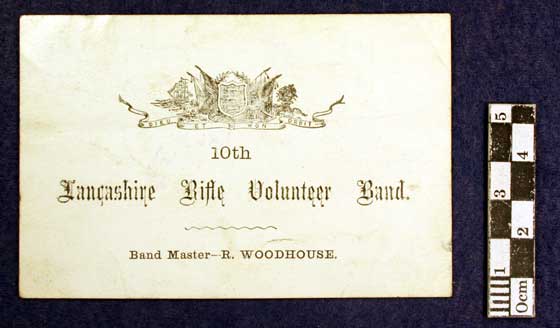 DIEU ET MON DROIT
10th
Lancashire Rifle Volunteer Band.
Band Master—R. WOODHOUSE.
5
4
3
2
1
0cm